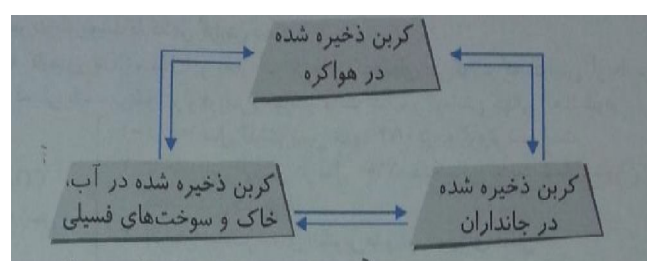 کربن ذخیره شده
در هواکره
کربن ذخیره شده
در جانداران
کربن ذخیره شده در آب،
خاک و سوخت‌های فسیلی